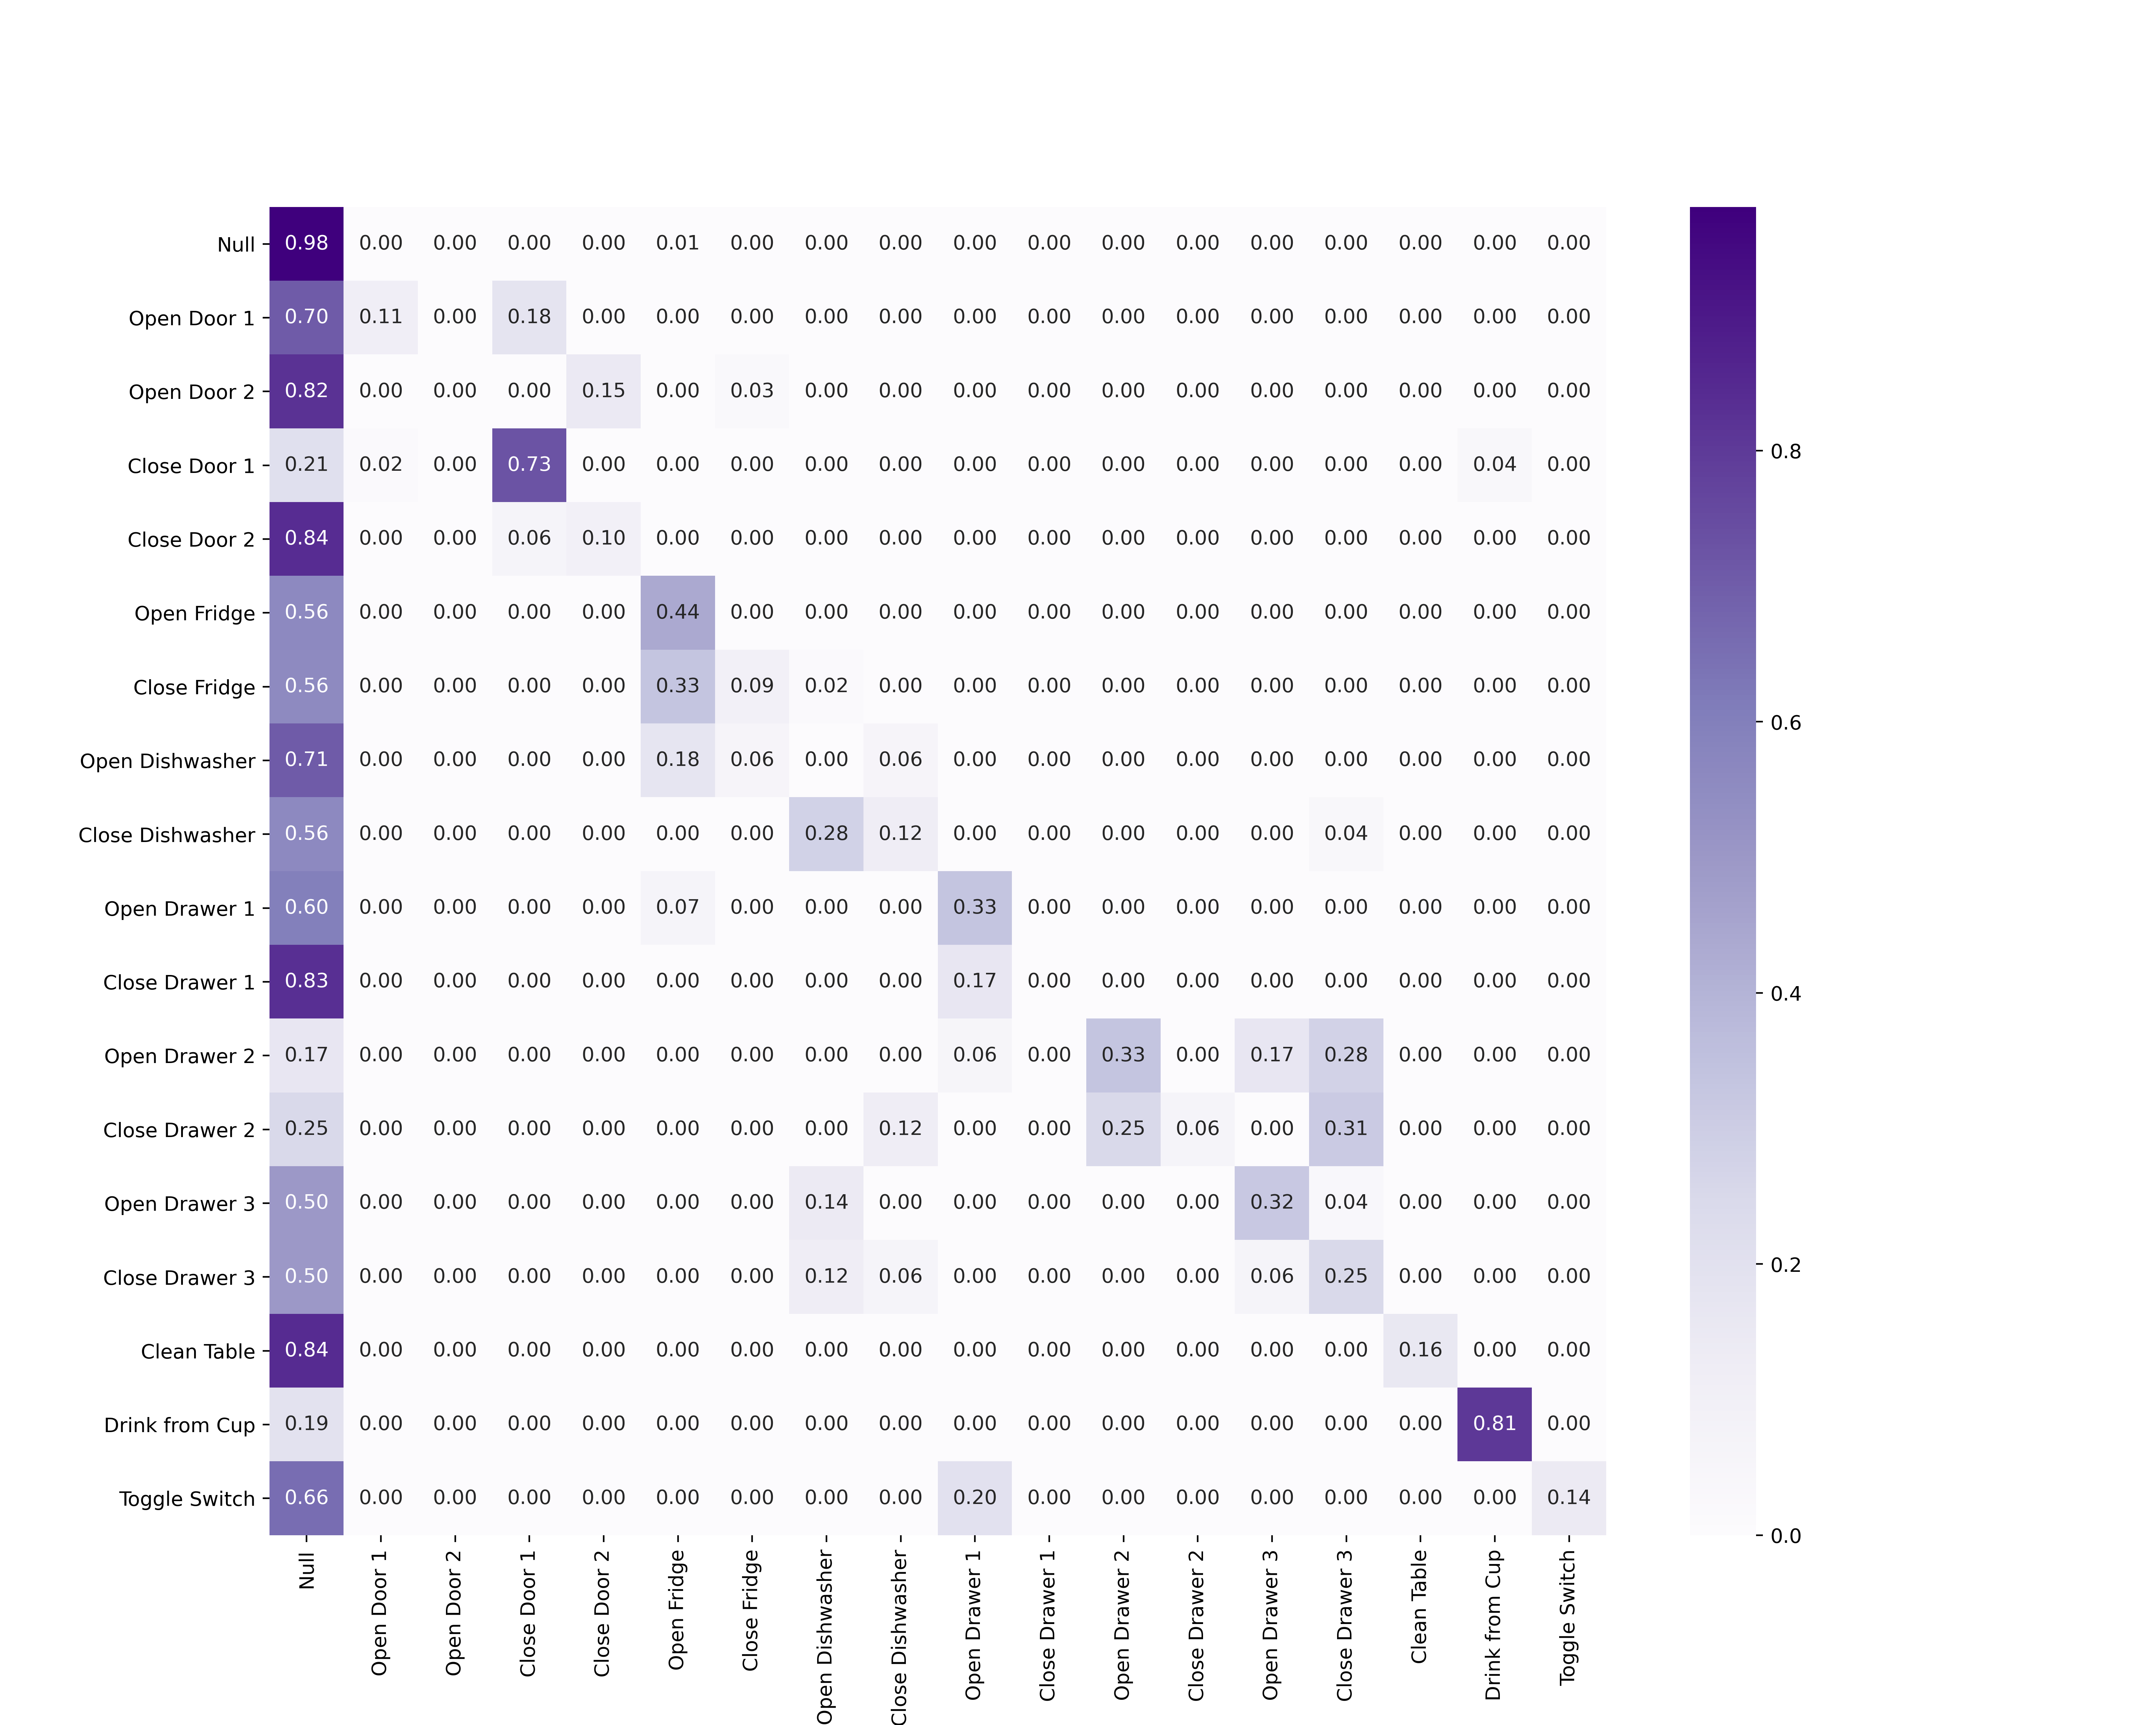 Null 0.98 0.00 0.00 0.00 0.00 0.01 0.00 0.00 0.00 0.00 0.00 0.00 0.00 0.00 0.00 0.00 0.00 0.00
Open Door 1 0.70 0.11 0.00 0.18 0.00 0.00 0.00 0.00 0.00 0.00 0.00 0.00 0.00 0.00 0.00 0.00 0.00 0.00
Open Door 2 0.82 0.00 0.00 0.00 0.15 0.00 0.03 0.00 0.00 0.00 0.00 0.00 0.00 0.00 0.00 0.00 0.00 0.00
Close Door 1 0.21 0.02 0.00 0.73 0.00 0.00 0.00 0.00 0.00 0.00 0.00 0.00 0.00 0.00 0.00 0.00 0.04 0.00
0.8
Close Door 2 0.84 0.00 0.00 0.06 0.10 0.00 0.00 0.00 0.00 0.00 0.00 0.00 0.00 0.00 0.00 0.00 0.00 0.00
Open Fridge 0.56 0.00 0.00 0.00 0.00 0.44 0.00 0.00 0.00 0.00 0.00 0.00 0.00 0.00 0.00 0.00 0.00 0.00
Close Fridge 0.56 0.00 0.00 0.00 0.00 0.33 0.09 0.02 0.00 0.00 0.00 0.00 0.00 0.00 0.00 0.00 0.00 0.00
0.6
Open Dishwasher 0.71 0.00 0.00 0.00 0.00 0.18 0.06 0.00 0.06 0.00 0.00 0.00 0.00 0.00 0.00 0.00 0.00 0.00
Close Dishwasher 0.56 0.00 0.00 0.00 0.00 0.00 0.00 0.28 0.12 0.00 0.00 0.00 0.00 0.00 0.04 0.00 0.00 0.00
Open Drawer 1 0.60 0.00 0.00 0.00 0.00 0.07 0.00 0.00 0.00 0.33 0.00 0.00 0.00 0.00 0.00 0.00 0.00 0.00
Close Drawer 1 0.83 0.00 0.00 0.00 0.00 0.00 0.00 0.00 0.00 0.17 0.00 0.00 0.00 0.00 0.00 0.00 0.00 0.00
0.4
Open Drawer 2 0.17 0.00 0.00 0.00 0.00 0.00 0.00 0.00 0.00 0.06 0.00 0.33 0.00 0.17 0.28 0.00 0.00 0.00
Close Drawer 2 0.25 0.00 0.00 0.00 0.00 0.00 0.00 0.00 0.12 0.00 0.00 0.25 0.06 0.00 0.31 0.00 0.00 0.00
Open Drawer 3 0.50 0.00 0.00 0.00 0.00 0.00 0.00 0.14 0.00 0.00 0.00 0.00 0.00 0.32 0.04 0.00 0.00 0.00
Close Drawer 3 0.50 0.00 0.00 0.00 0.00 0.00 0.00 0.12 0.06 0.00 0.00 0.00 0.00 0.06 0.25 0.00 0.00 0.00
0.2
Clean Table 0.84 0.00 0.00 0.00 0.00 0.00 0.00 0.00 0.00 0.00 0.00 0.00 0.00 0.00 0.00 0.16 0.00 0.00
Drink from Cup 0.19 0.00 0.00 0.00 0.00 0.00 0.00 0.00 0.00 0.00 0.00 0.00 0.00 0.00 0.00 0.00 0.81 0.00
Toggle Switch 0.66 0.00 0.00 0.00 0.00 0.00 0.00 0.00 0.00 0.20 0.00 0.00 0.00 0.00 0.00 0.00 0.00 0.14
0.0
Null
Open Door 1
Open Door 2
Close Door 1
Close Door 2
Open Fridge
Close Fridge
Open Dishwasher
Close Dishwasher
Open Drawer 1
Close Drawer 1
Open Drawer 2
Close Drawer 2
Open Drawer 3
Close Drawer 3
Clean Table
Drink from Cup
Toggle Switch